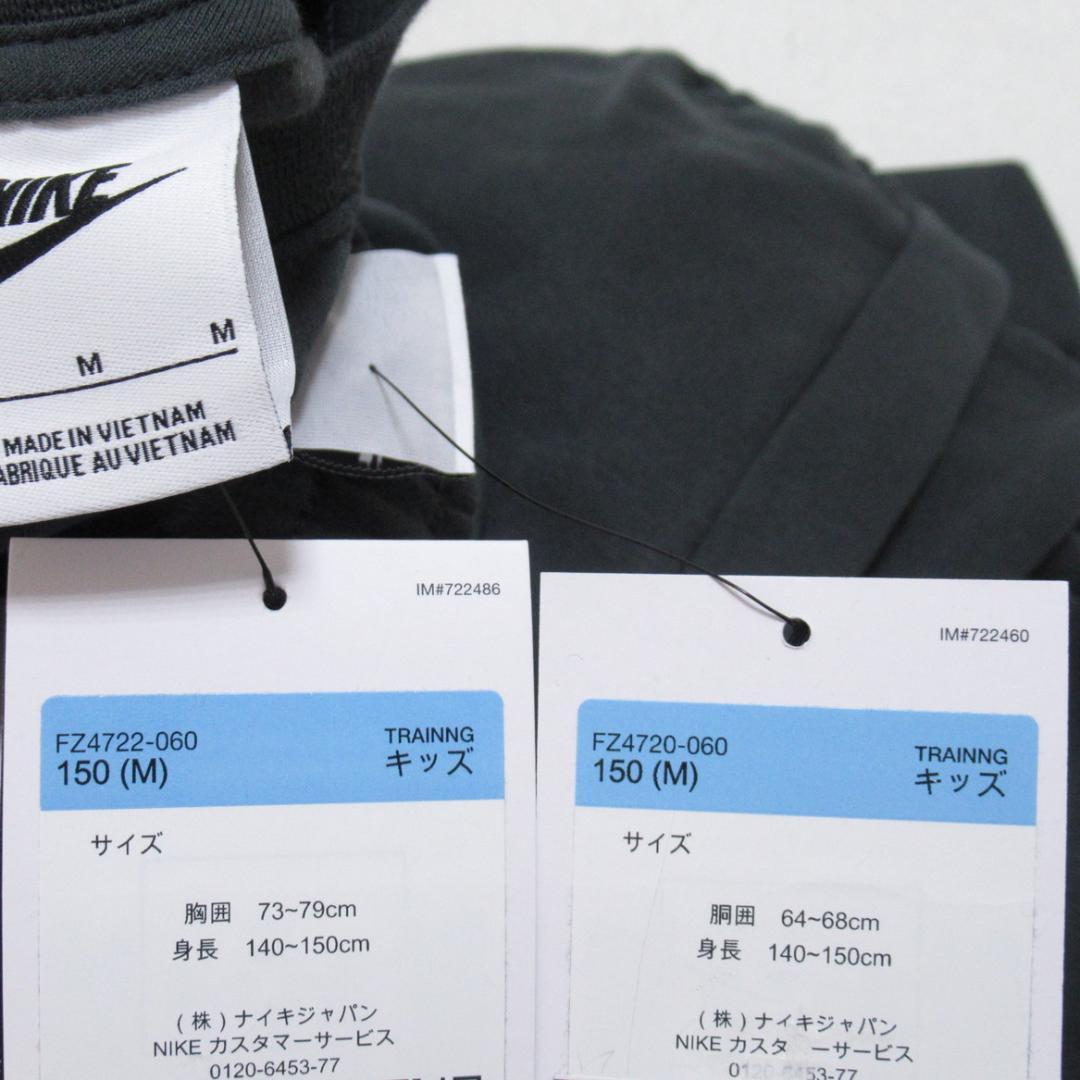 NIKE
M
M
MADE IN VIETNAM
FABRIQUE AU VIETNAM
IM#722486
FZ4722-060
TRAINNG
150 (M)
キッズ
サイズ
胸囲 73~79cm
身長 140~150cm
(株)ナイキジャパン
NIKE カスタマーサービス
0120-6453-77
IM#722460
FZ4720-060
TRAINNG
150 (M)
キッズ
サイズ
胴囲 64~68cm
身長 140~150cm
(株)ナイキジャパン
NIKE カスタ ーサービス
0120-6453-77